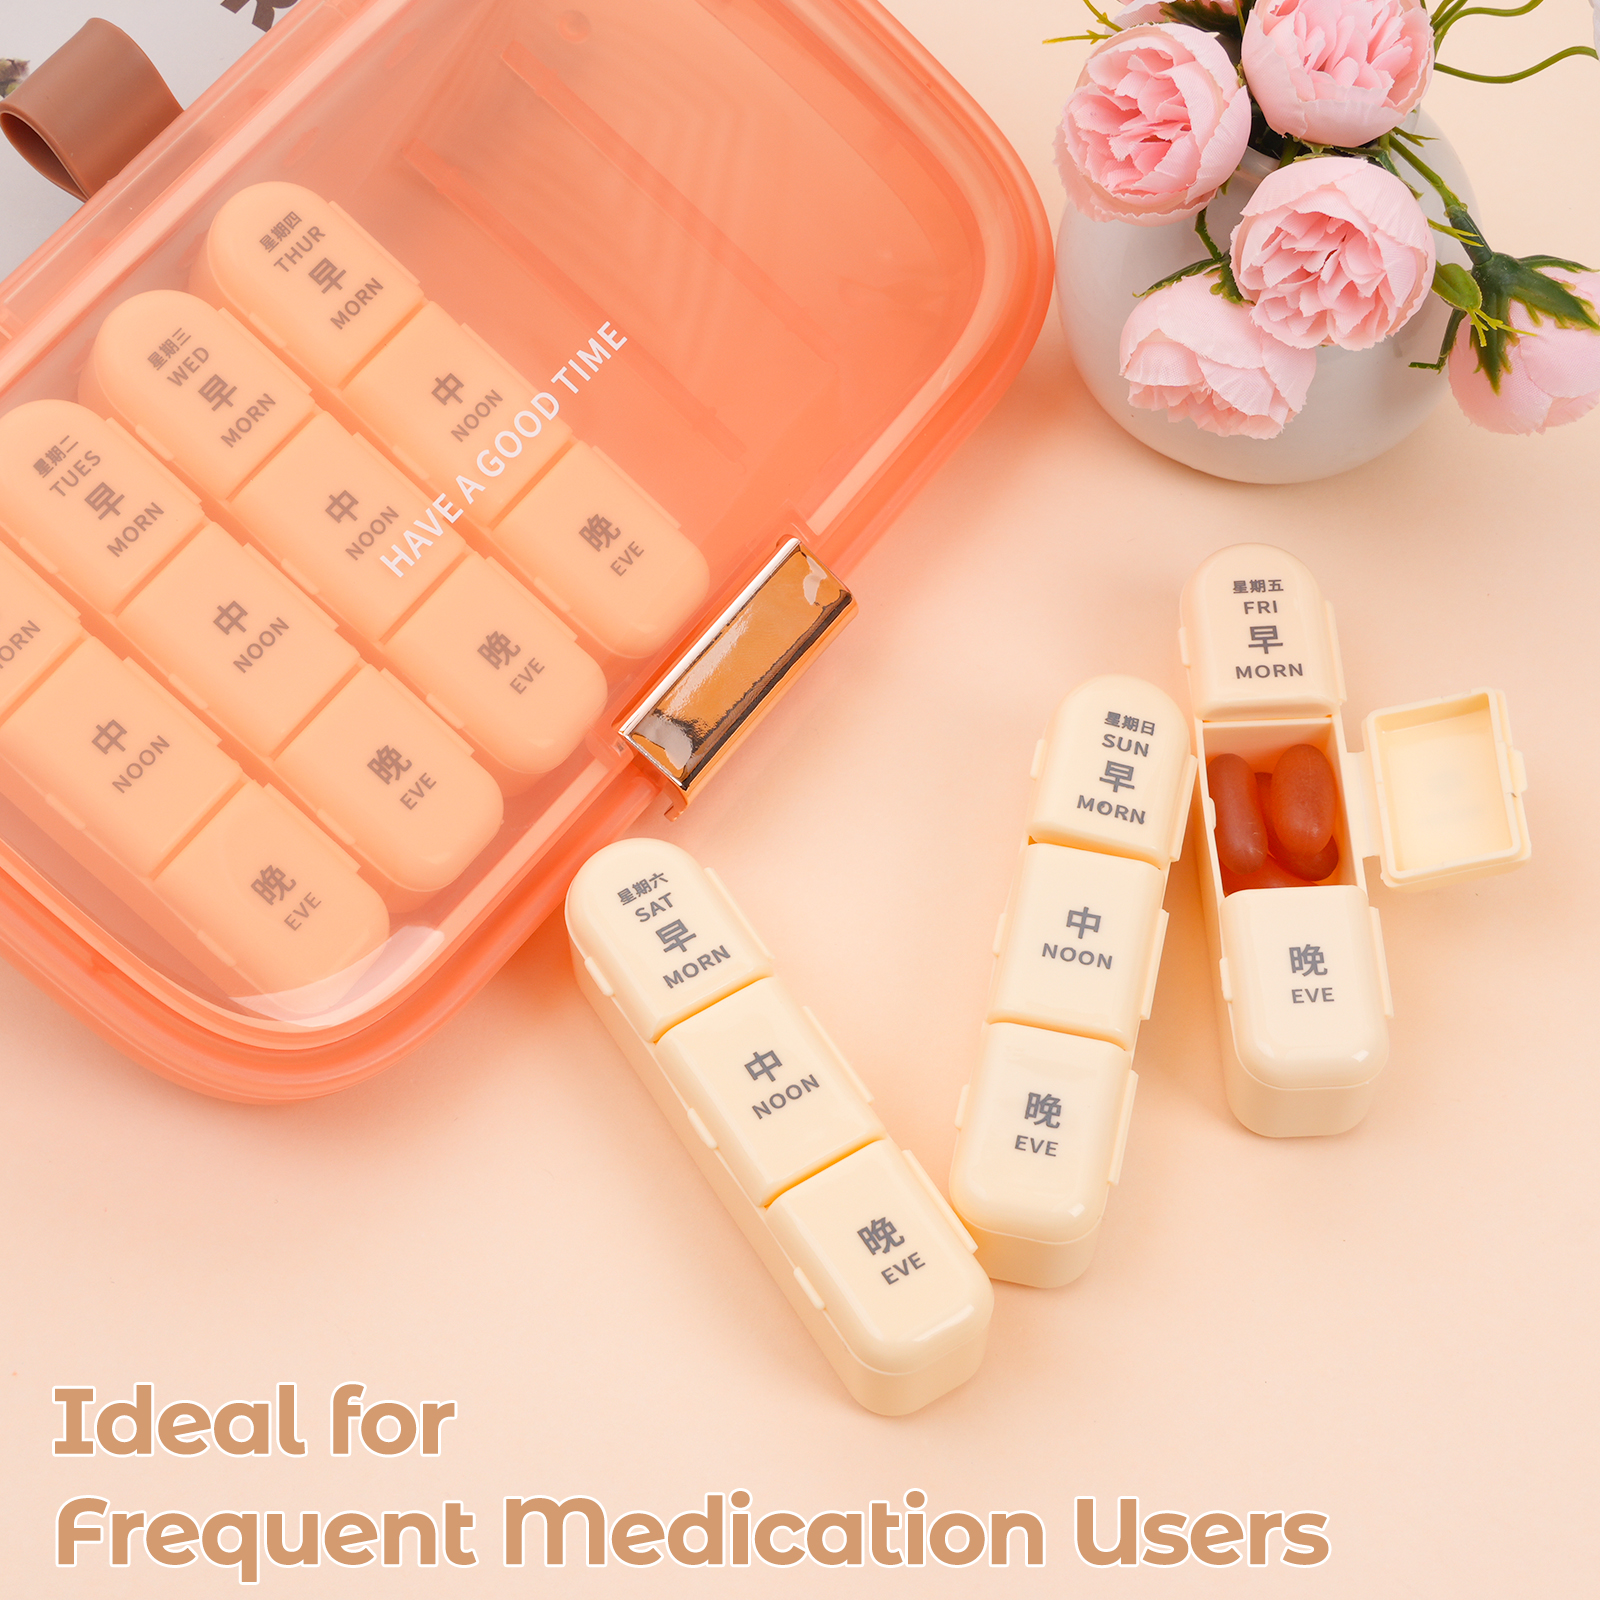 星期四
THUR
早
MORN
中
NOON
晚
EVE
星期三
WED
早
MORN
中
NOON
晚
EVE
星期二
TUES
早
MORN
中
NOON
晚
EVE
中
NOON
晚
EVE
HAVE A GOOD TIME
星期五
FRI
早
MORN
晚
EVE
星期日
SUN
早
MORN
中
NOON
晚
EVE
星期六
SAT
早
MORN
中
NOON
晚
EVE
Ideal for
Frequent Medication Users